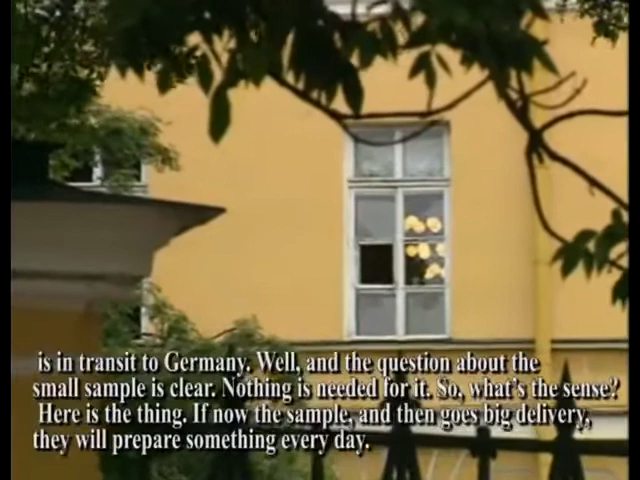 is in transit to Germany. Well, and the question about the
small sample is clear. Nothing is needed for it. So, what's the sense?
Here is the thing. If now the sample, and then goes big delivery,
they will prepare something every day.